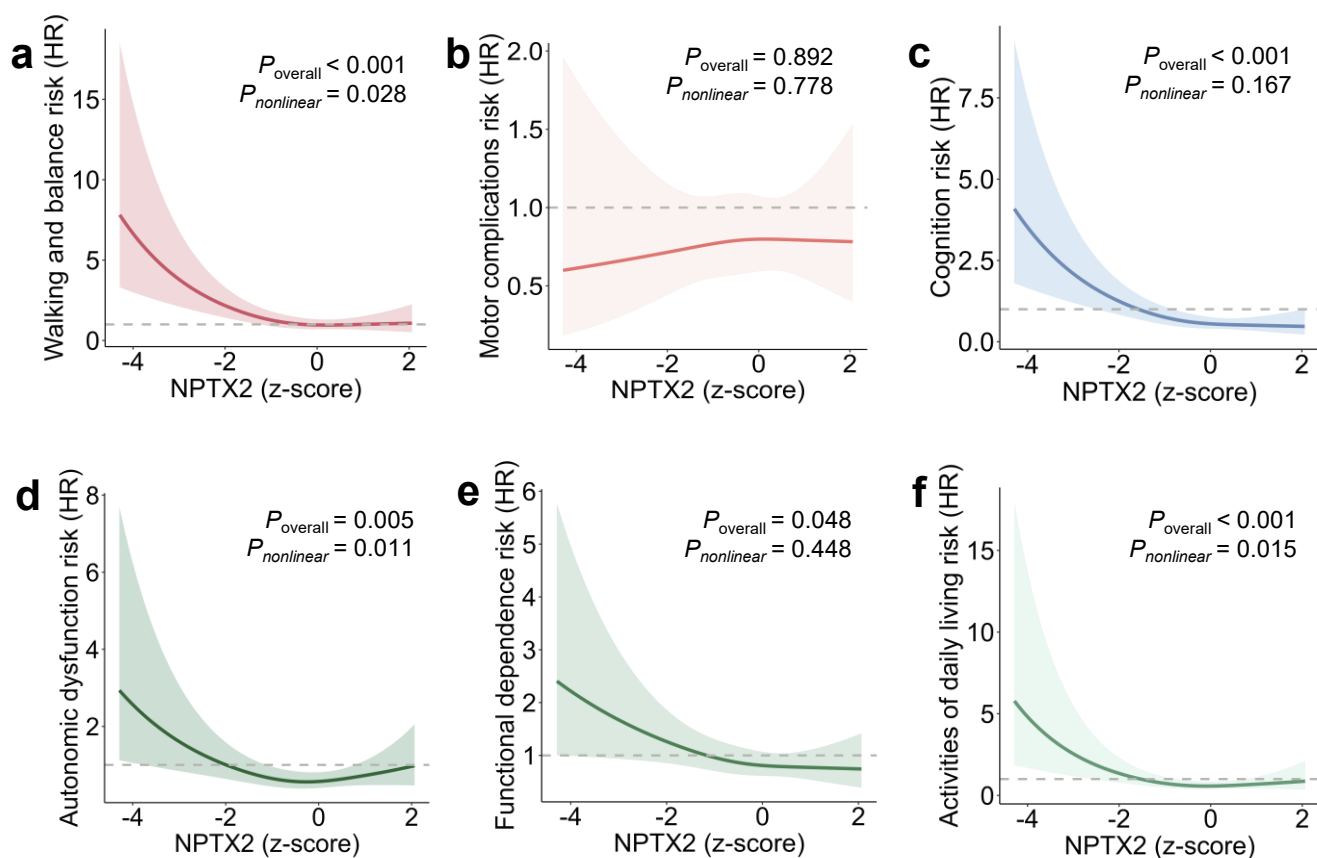 a
Walking and balance risk (HR)
P overall < 0.001
P nonlinear = 0.028
15
10
5
0
-4 -2 0 2
NPTX2 (z-score)
b
Motor complications risk (HR)
P overall = 0.892
P nonlinear = 0.778
2.0
1.5
1.0
0.5
-4 -2 0 2
NPTX2 (z-score)
c
Cognition risk (HR)
P overall < 0.001
P nonlinear = 0.167
7.5
5.0
2.5
0.0
-4 -2 0 2
NPTX2 (z-score)
d
Autonomic dysfunction risk (HR)
P overall = 0.005
P nonlinear = 0.011
8
6
4
2
-4 -2 0 2
NPTX2 (z-score)
e
Functional dependence risk (HR)
P overall = 0.048
P nonlinear = 0.448
6
5
4
3
2
1
-4 -2 0 2
NPTX2 (z-score)
f
Activities of daily living risk (HR)
P overall < 0.001
P nonlinear = 0.015
15
10
5
0
-4 -2 0 2
NPTX2 (z-score)